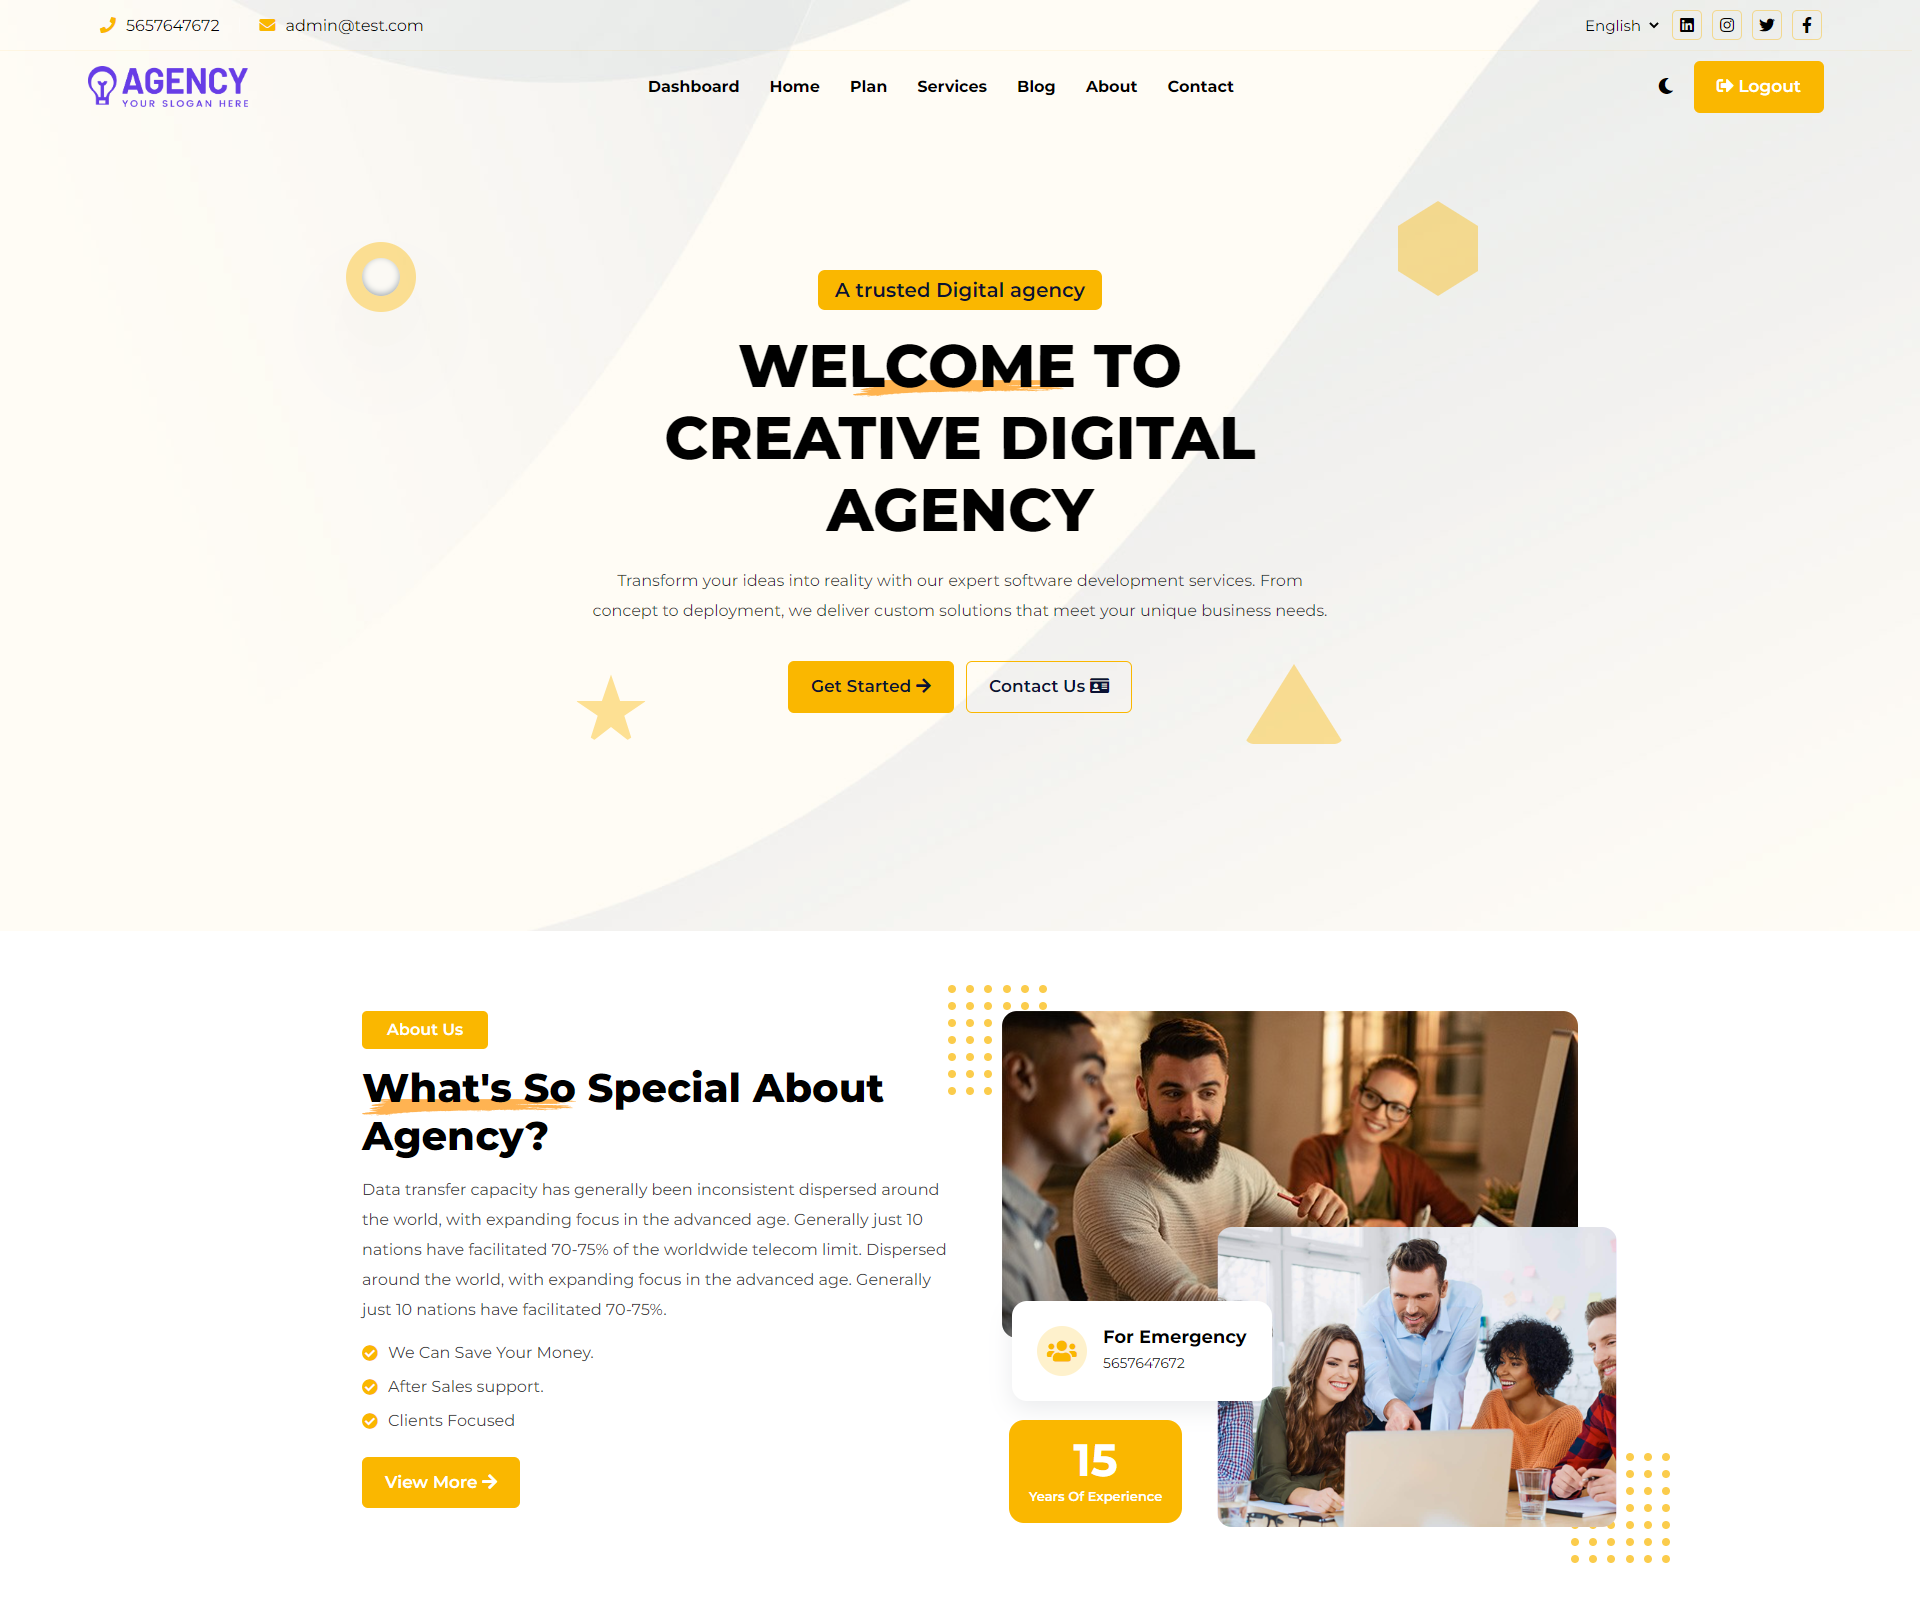 5657647672
admin@test.com
English
AGENCY
YOUR SLOGAN HERE
Dashboard Home Plan Services Blog About Contact
Logout
A trusted Digital agency
WELCOME TO
CREATIVE DIGITAL
AGENCY
Transform your ideas into reality with our expert software development services. From
concept to deployment, we deliver custom solutions that meet your unique business needs.
Get Started
Contact Us
About Us
What's So Special About
Agency?
Data transfer capacity has generally been inconsistent dispersed around
the world, with expanding focus in the advanced age. Generally just 10
nations have facilitated 70-75% of the worldwide telecom limit. Dispersed
around the world, with expanding focus in the advanced age. Generally
just 10 nations have facilitated 70-75%.
We Can Save Your Money.
After Sales support.
Clients Focused
View More
For Emergency
5657647672
15
Years Of Experience